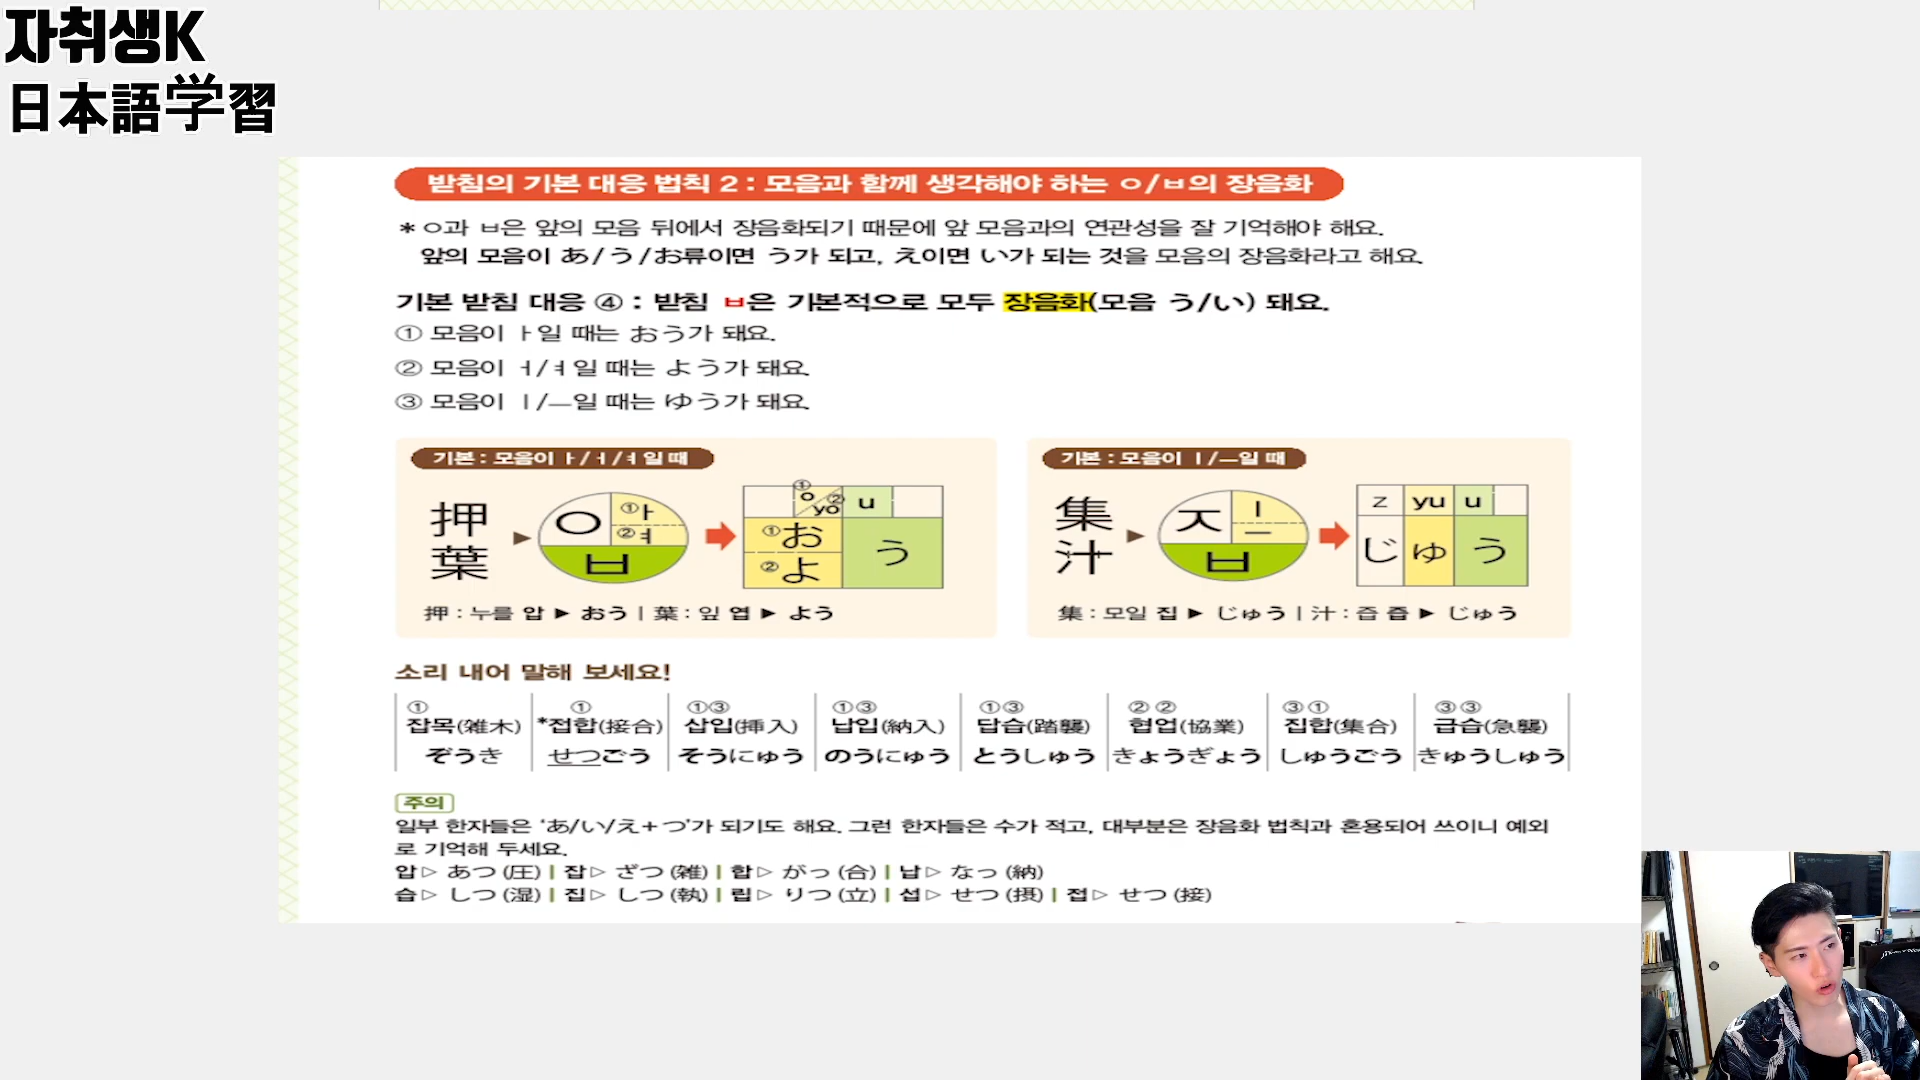 자취생K
日本語学習
받침의 기본 대응 법칙 2 : 모음과 함께 생각해야 하는 ㅇ/ㅂ의 장음화
* ㅇ과 ㅂ은 앞의 모음 뒤에서 장음화되기 때문에 앞 모음과의 연관성을 잘 기억해야 해요.
앞의 모음이 あ/う/お류이면 う가 되고, え이면 い가 되는 것을 모음의 장음화라고 해요.
기본 받침 대응 ④ : 받침 ㅂ은 기본적으로 모두 장음화(모음 う/い) 돼요.
① 모음이 ㅏ일 때는 おう가 돼요.
② 모음이 ㅓ/ㅕ일 때는 よう가 돼요.
③ 모음이 ㅣ/ㅡ일 때는 ゆう가 돼요.
기본 : 모음이 ㅏ/ㅓ/ㅕ일 때
押
葉
▶
ㅇ ①ㅏ
②ㅕ
ㅂ
①o ②yo u
①お
②よ
う
押 : 누를 압 ▶ おう | 葉 : 잎 엽 ▶ よう
기본 : 모음이 ㅣ/ㅡ일 때
集
汁
▶
ㅈ ㅣ
ㅡ
ㅂ
z yu u
じ ゅ う
集 : 모일 집 ▶ じゅう | 汁 : 즙 즙 ▶ じゅう
소리 내어 말해 보세요!
① ① ①③ ①③ ①③ ②② ③① ③③
잡목(雑木) *접합(接合) 삽입(挿入) 납입(納入) 답습(踏襲) 협업(協業) 집합(集合) 급습(急襲)
ぞうき せつごう そうにゅう のうにゅう とうしゅう きょうぎょう しゅうごう きゅうしゅう
주의
일부 한자들은 ‘あ/い/え+つ’가 되기도 해요. 그런 한자들은 수가 적고, 대부분은 장음화 법칙과 혼용되어 쓰이니 예외
로 기억해 두세요.
압▷ あつ (圧) | 잡▷ ざつ (雑) | 합▷ がっ (合) | 납▷ なっ (納)
습▷ しつ (湿) | 집▷ しつ (執) | 립▷ りつ (立) | 섭▷ せつ (摂) | 접▷ せつ (接)